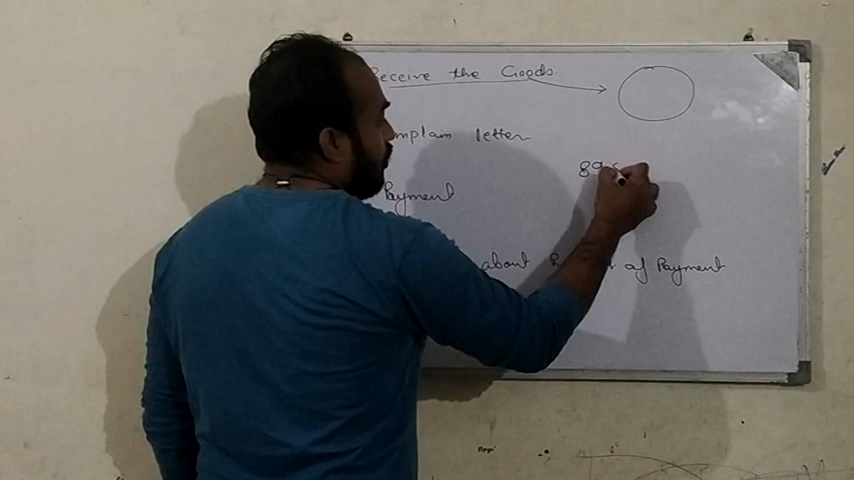 Receive the Goods
mplain letter
89
Payment
about of Payment